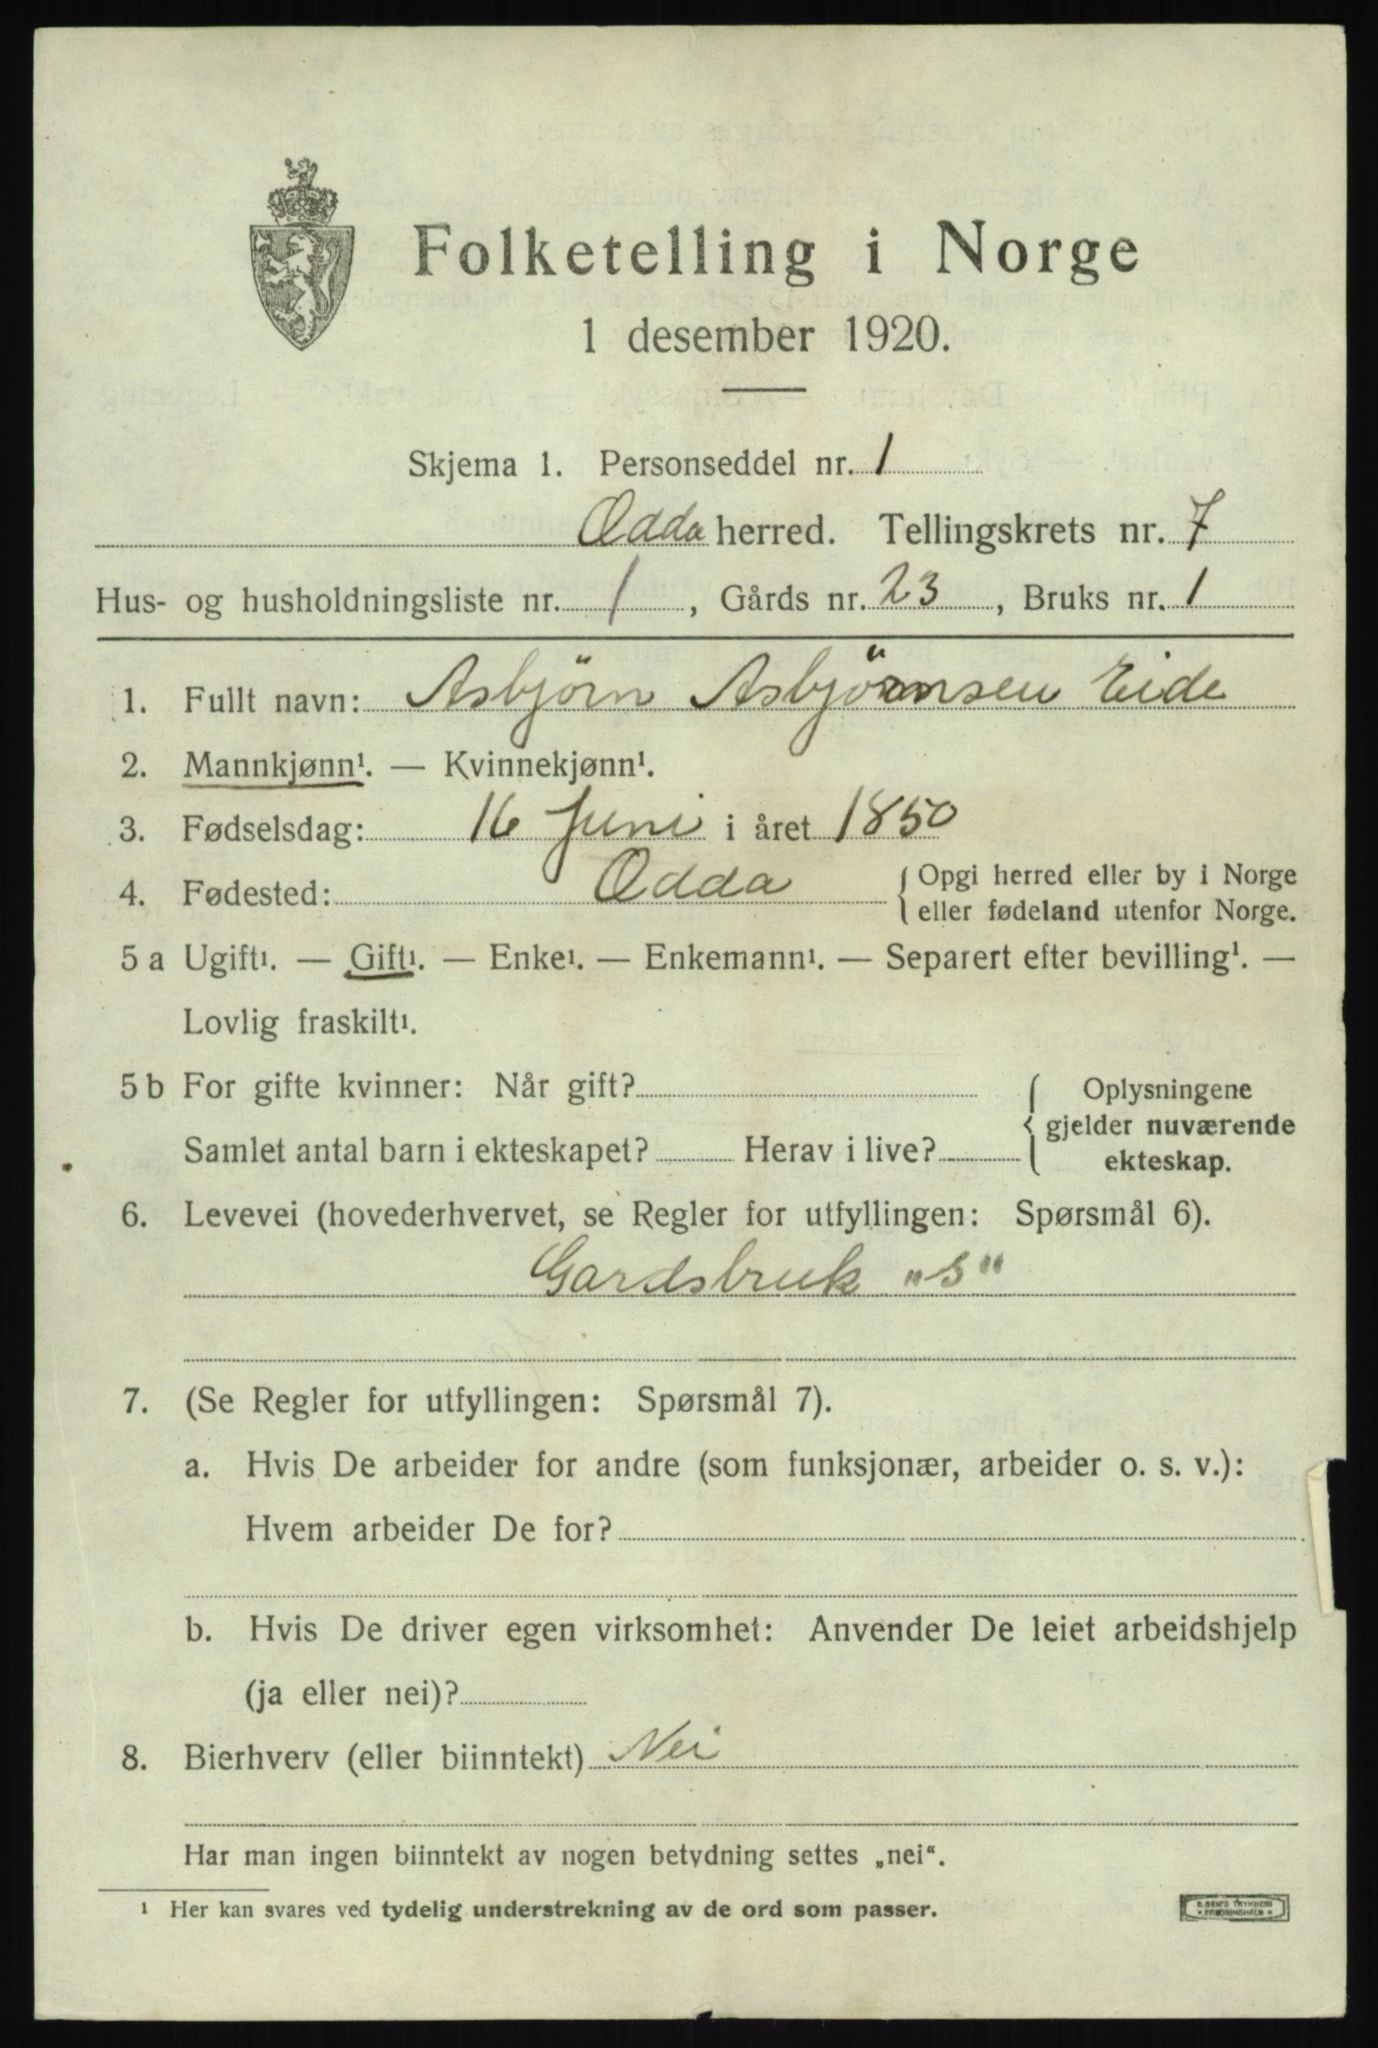 Folketelling i Norge
1 desember 1920.
Skjema 1. Personseddel nr. 1
Odda herred. Tellingskrets nr. 7
Hus- og husholdningsliste nr. 1, Gårds nr. 23, Bruks nr. 1
1. Fullt navn: Asbjörn Asbjörnsen Eide
2. Mannkjønn¹. — Kvinnekjønn¹.
3. Fødselsdag: 16 Juni i året 1850
4. Fødested: Odda { Opgi herred eller by i Norge
eller fødeland utenfor Norge.
5 a Ugift¹. — Gift¹. — Enke¹. — Enkemann¹. — Separert efter bevilling¹. —
Lovlig fraskilt¹.
5 b For gifte kvinner: Når gift?
Samlet antal barn i ekteskapet? Herav i live?
{ Oplysningene
gjelder nuværende
ekteskap.
6. Levevei (hovederhvervet, se Regler for utfyllingen: Spørsmål 6).
Gardsbruk „S"
7. (Se Regler for utfyllingen: Spørsmål 7).
a. Hvis De arbeider for andre (som funksjonær, arbeider o. s. v.):
Hvem arbeider De for?
b. Hvis De driver egen virksomhet: Anvender De leiet arbeidshjelp
(ja eller nei)?
8. Bierhverv (eller biinntekt) Nei
Har man ingen biinntekt av nogen betydning settes „nei“.
¹ Her kan svares ved tydelig understrekning av de ord som passer.